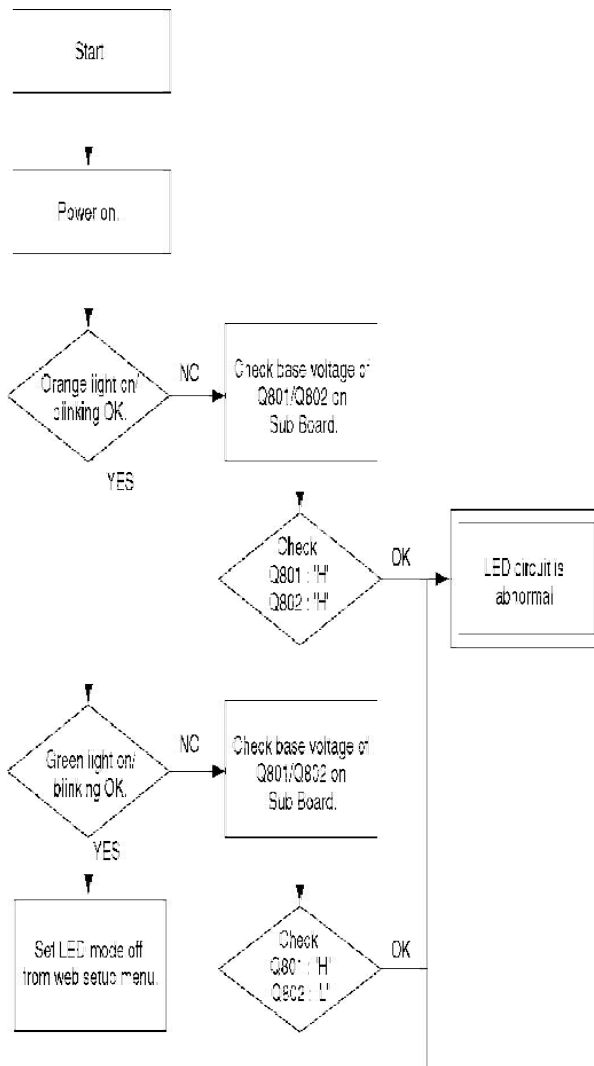 Start
Power on.
Orange light on/
blinking OK.
NO
Check base voltage of
Q801/Q802 on
Sub Board.
YES
Check
Q801 : "H"
Q802 : "H"
OK
LED circuit is
abnormal
Green light on/
blinking OK.
NO
Check base voltage of
Q801/Q802 on
Sub Board.
YES
Set LED mode off
from web setup menu.
Check
Q801 : "H"
Q802 : "L"
OK